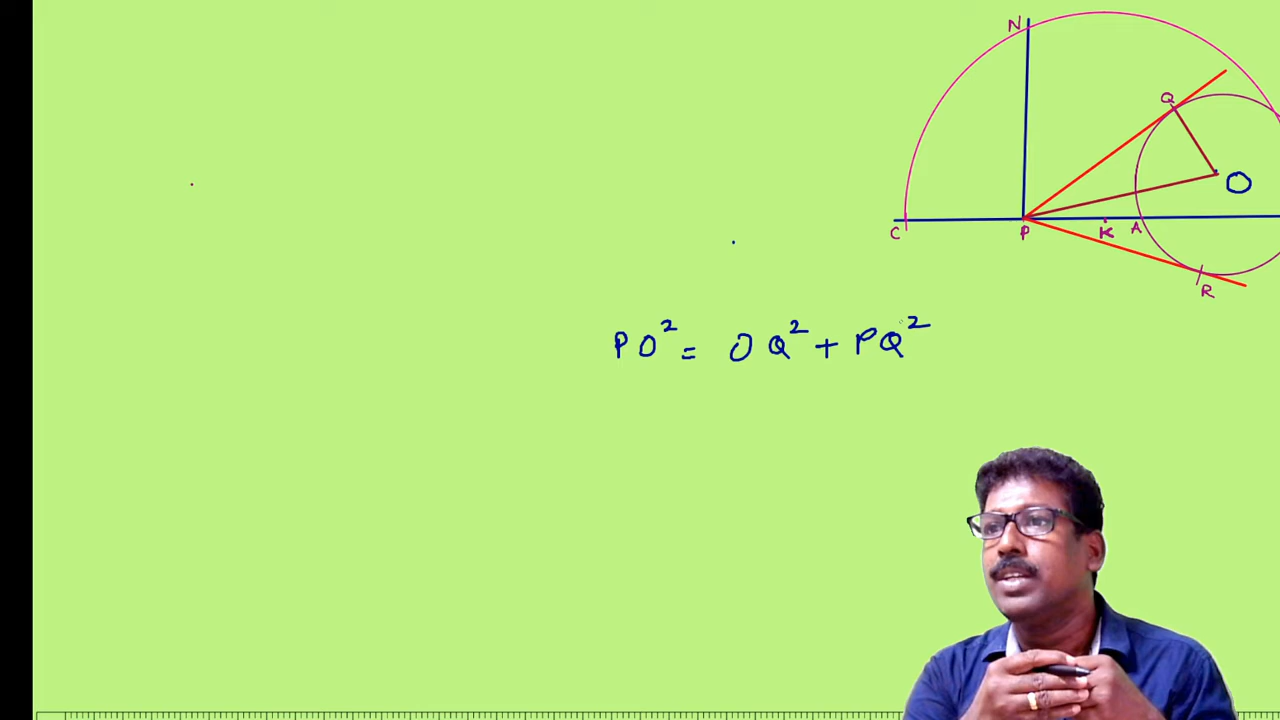 N
Q
O
C
P
K
A
R
PO² = OQ² + PQ²